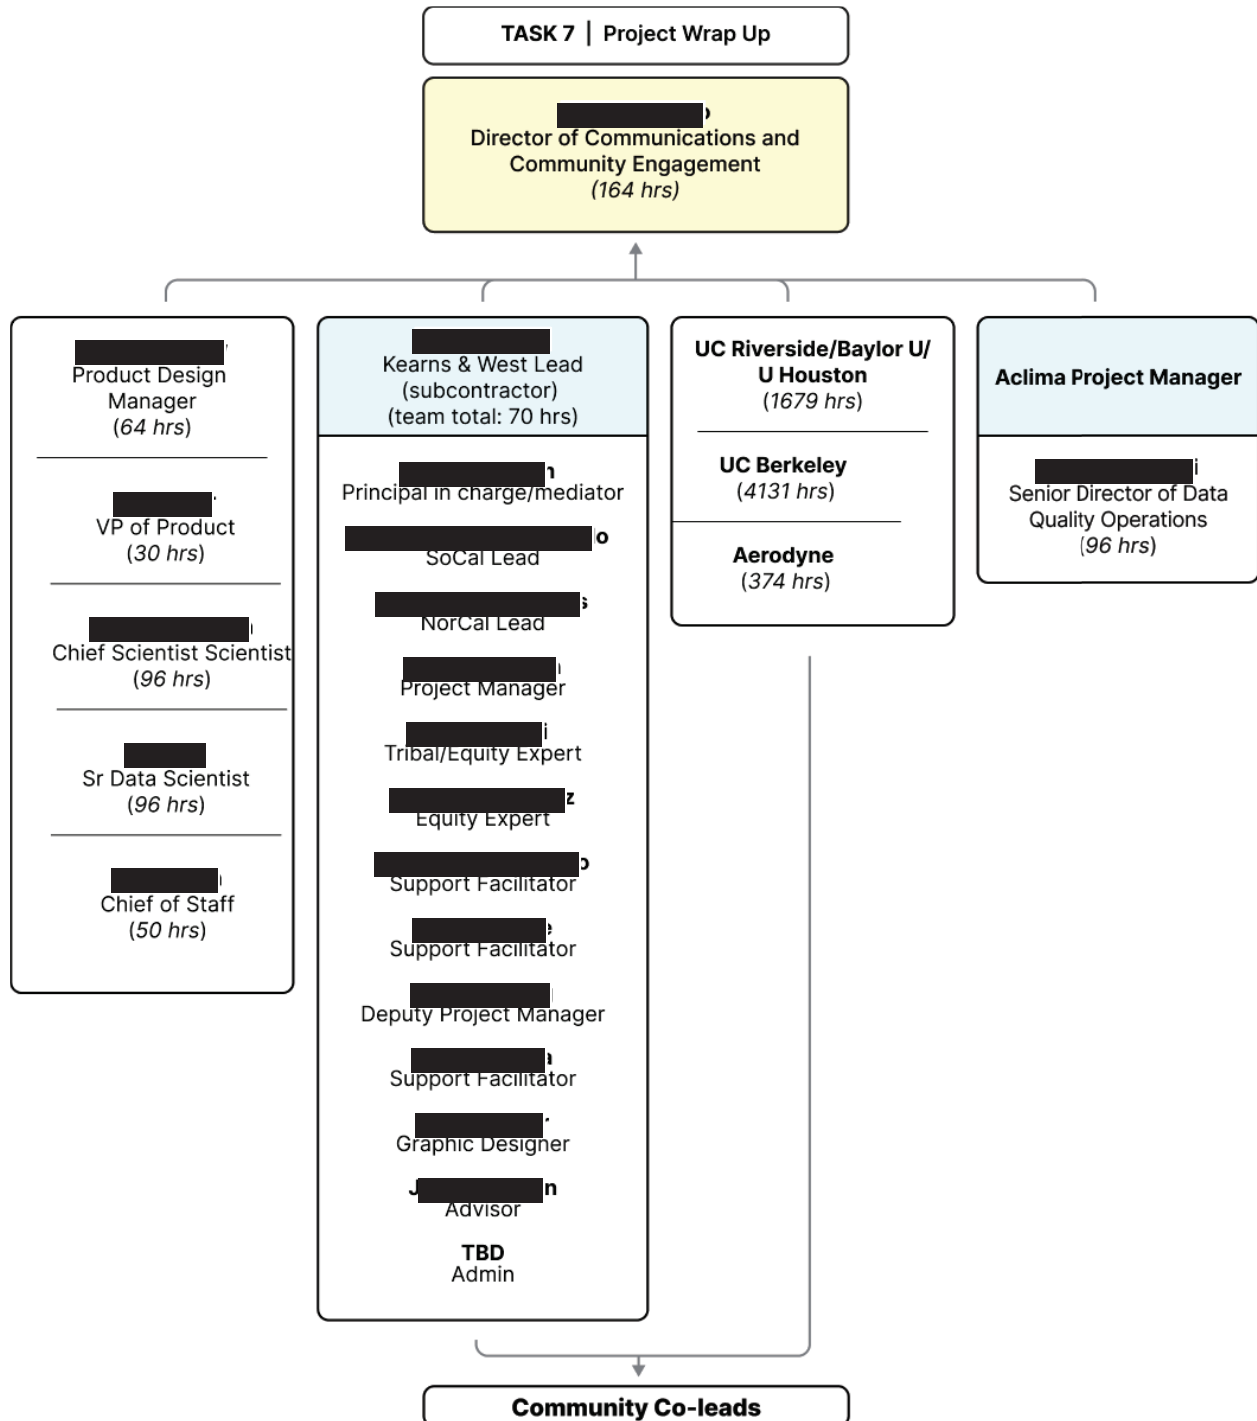 TASK 7 | Project Wrap Up
Director of Communications and
Community Engagement
(164 hrs)
Product Design
Manager
(64 hrs)
VP of Product
(30 hrs)
Chief Scientist Scientist
(96 hrs)
Sr Data Scientist
(96 hrs)
Chief of Staff
(50 hrs)
Kearns & West Lead
(subcontractor)
(team total: 70 hrs)
Principal in charge/mediator
SoCal Lead
NorCal Lead
Project Manager
Tribal/Equity Expert
Equity Expert
Support Facilitator
Support Facilitator
Deputy Project Manager
Support Facilitator
Graphic Designer
Advisor
TBD
Admin
UC Riverside/Baylor U/
U Houston
(1679 hrs)
UC Berkeley
(4131 hrs)
Aerodyne
(374 hrs)
Aclima Project Manager
Senior Director of Data
Quality Operations
(96 hrs)
Community Co-leads